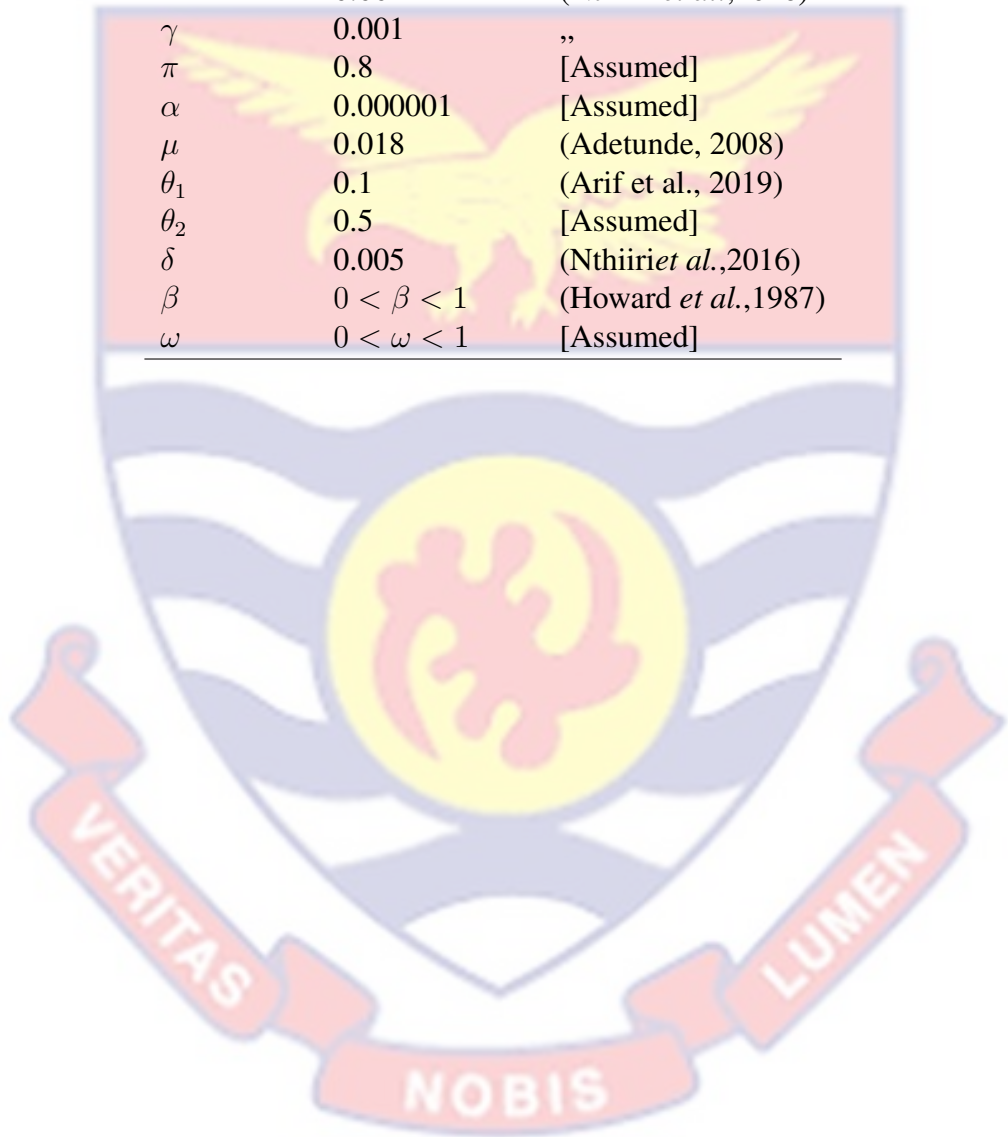 γ 0.001 ,,
π 0.8 [Assumed]
α 0.000001 [Assumed]
μ 0.018 (Adetunde, 2008)
θ₁ 0.1 (Arif et al., 2019)
θ₂ 0.5 [Assumed]
δ 0.005 (Nthiiriet al.,2016)
β 0 < β < 1 (Howard et al.,1987)
ω 0 < ω < 1 [Assumed]
VERITAS
NOBIS
LUMEN